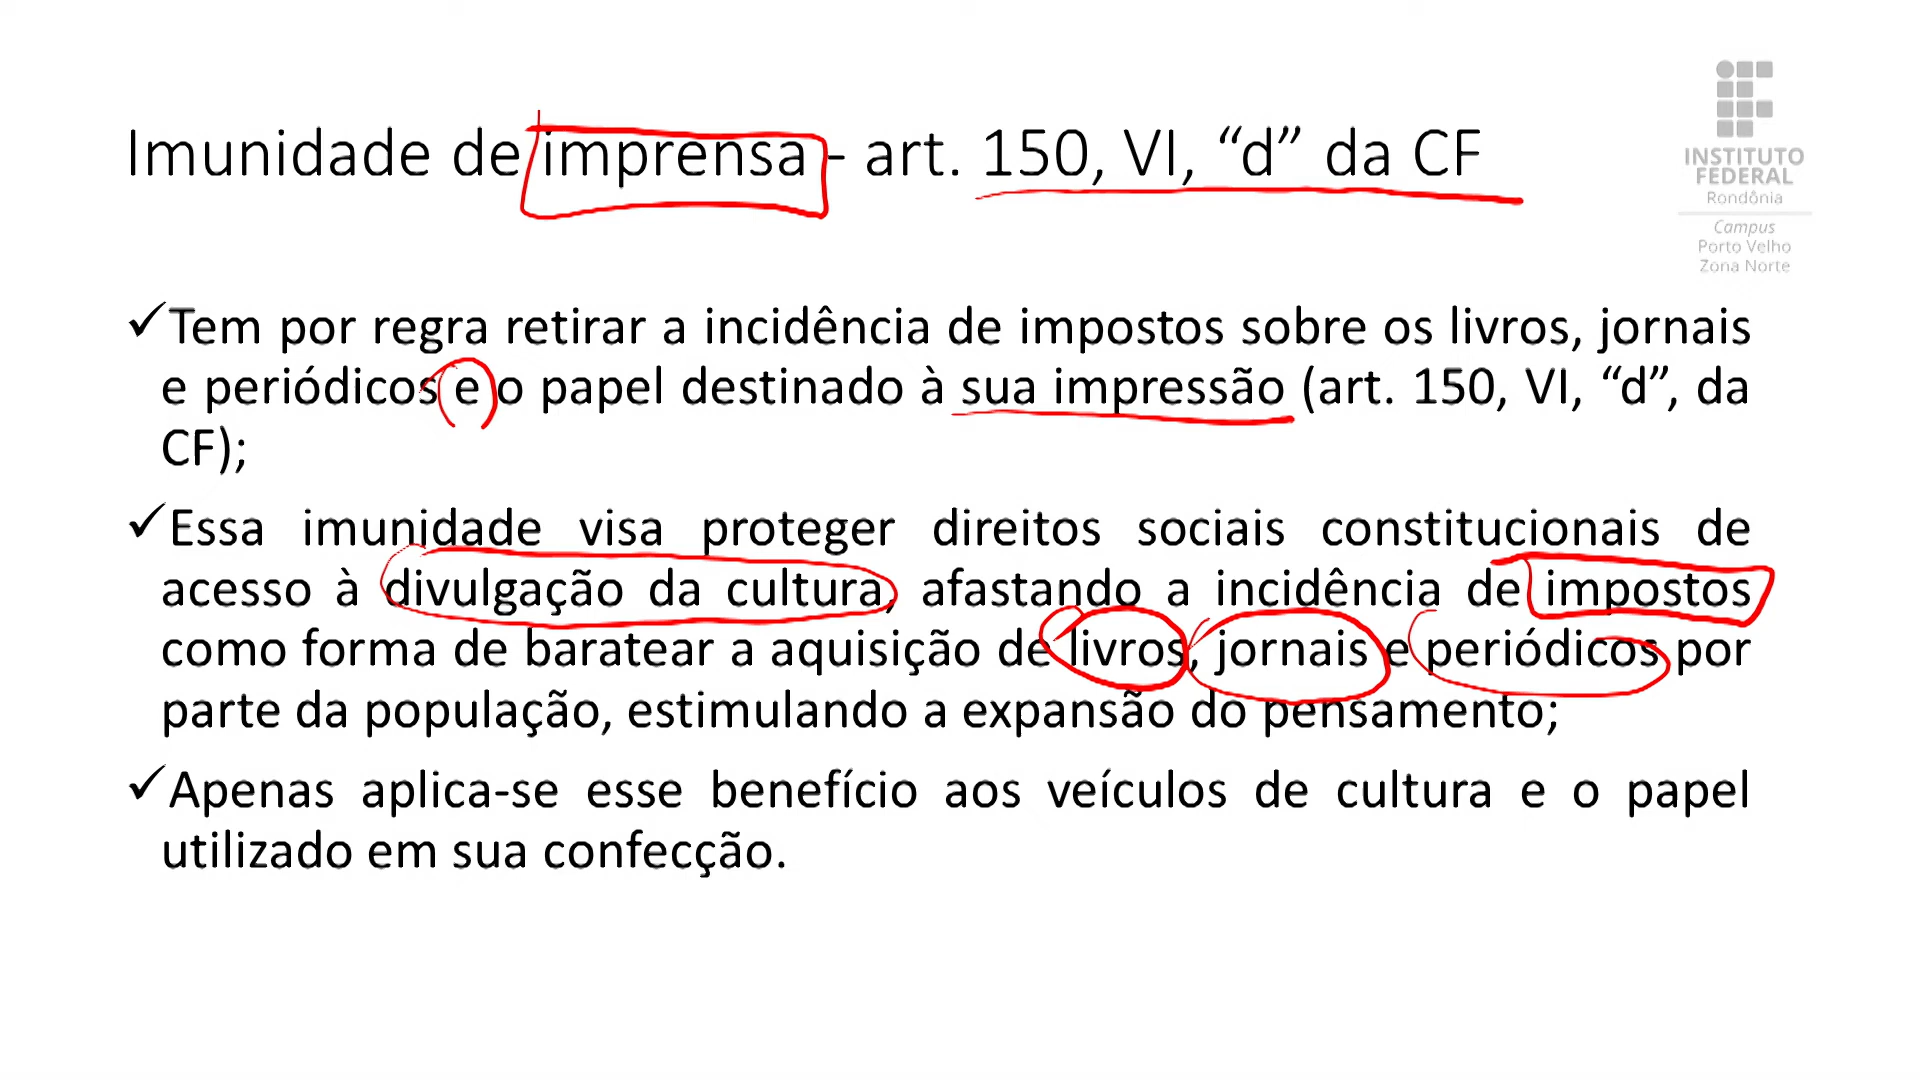 Imunidade de imprensa - art. 150, VI, “d” da CF
INSTITUTO
FEDERAL
Rondônia
Campus
Porto Velho
Zona Norte
✓Tem por regra retirar a incidência de impostos sobre os livros, jornais
e periódicos e o papel destinado à sua impressão (art. 150, VI, “d”, da
CF);
✓Essa imunidade visa proteger direitos sociais constitucionais de
acesso à divulgação da cultura, afastando a incidência de impostos
como forma de baratear a aquisição de livros, jornais e periódicos por
parte da população, estimulando a expansão do pensamento;
✓Apenas aplica-se esse benefício aos veículos de cultura e o papel
utilizado em sua confecção.